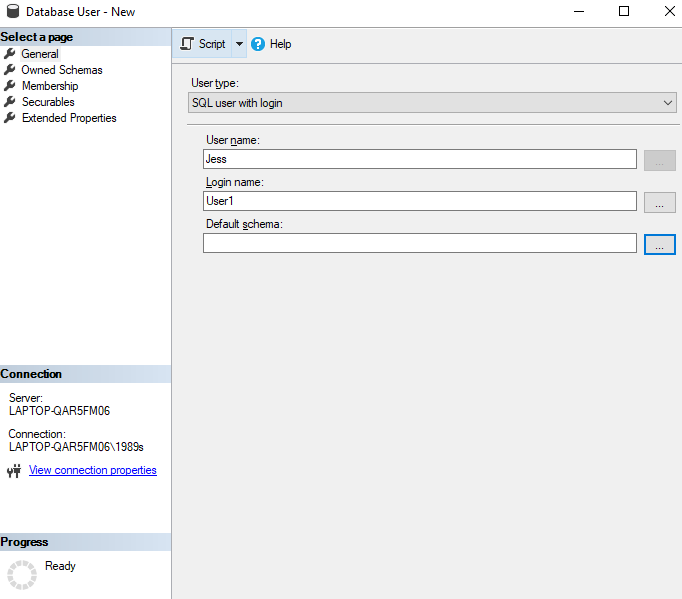 Database User - New
Select a page
General
Owned Schemas
Membership
Securables
Extended Properties
Script
Help
User type:
SQL user with login
User name:
Jess
...
Login name:
User1
...
Default schema:
...
Connection
Server:
LAPTOP-QAR5FM06
Connection:
LAPTOP-QAR5FM06\1989s
View connection properties
Progress
Ready